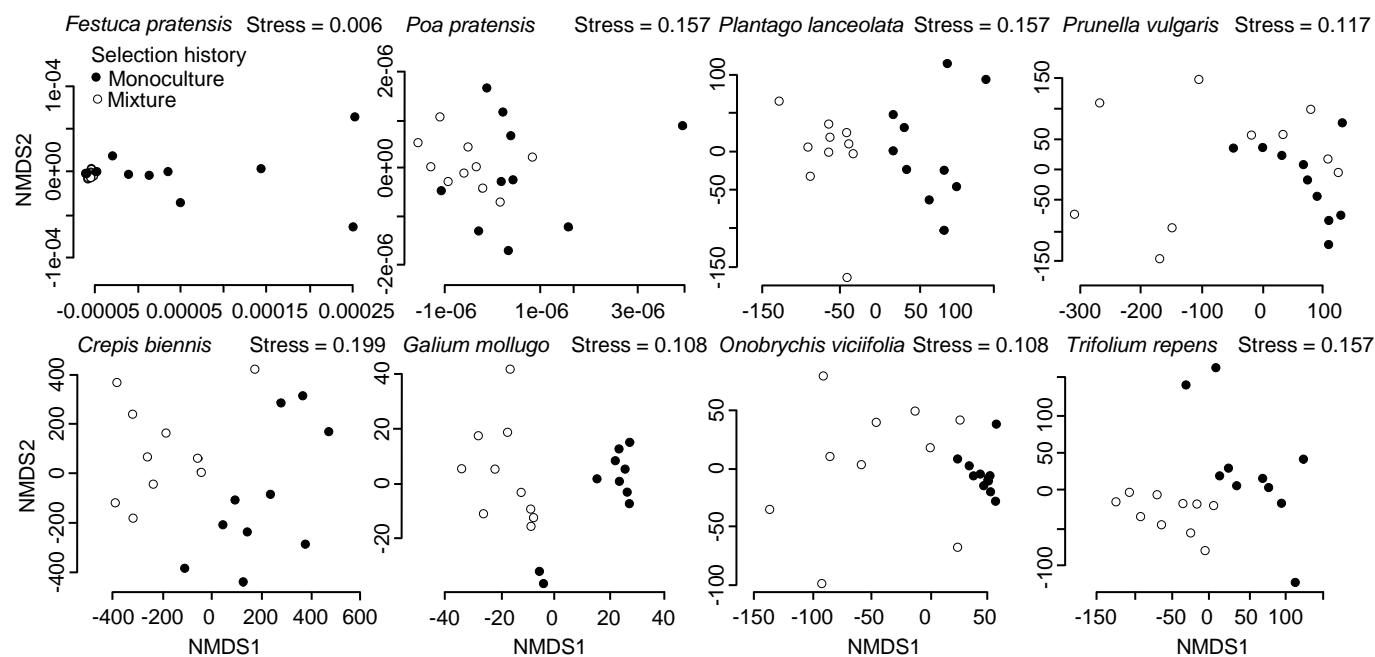 Festuca pratensis Stress = 0.006
Poa pratensis Stress = 0.157
Plantago lanceolata Stress = 0.157
Prunella vulgaris Stress = 0.117
Selection history
Monoculture
Mixture
NMDS2
1e-04
0e+00
-1e-04
-0.00005 0.00005 0.00015 0.00025
2e-06
0e+00
-2e-06
-1e-06 1e-06 3e-06
100
50
0
-50
-150
-150 -50 0 50 100
150
100
50
0
-50
-150
-300 -200 -100 0 100
Crepis biennis Stress = 0.199
Galium mollugo Stress = 0.108
Onobrychis viciifolia Stress = 0.108
Trifolium repens Stress = 0.157
NMDS2
400
200
0
-200
-400
-400 -200 0 200 400 600
NMDS1
40
20
0
-20
-40 -20 0 20 40
NMDS1
50
0
-50
-100
-150 -100 -50 0 50
NMDS1
100
50
0
-100
-150 -50 0 50 100
NMDS1